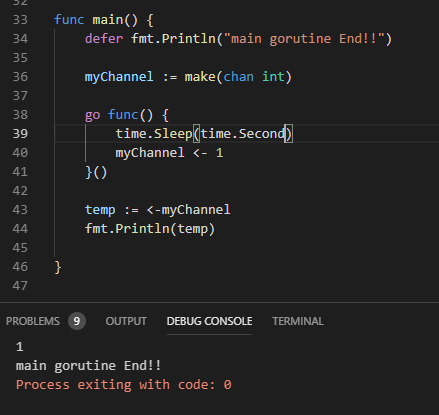 32
33 func main() {
34 defer fmt.Println("main gorutine End!!")
35
36 myChannel := make(chan int)
37
38 go func() {
39 time.Sleep(time.Second)
40 myChannel <- 1
41 }()
42
43 temp := <-myChannel
44 fmt.Println(temp)
45
46 }
47
PROBLEMS 9 OUTPUT DEBUG CONSOLE TERMINAL
1
main gorutine End!!
Process exiting with code: 0